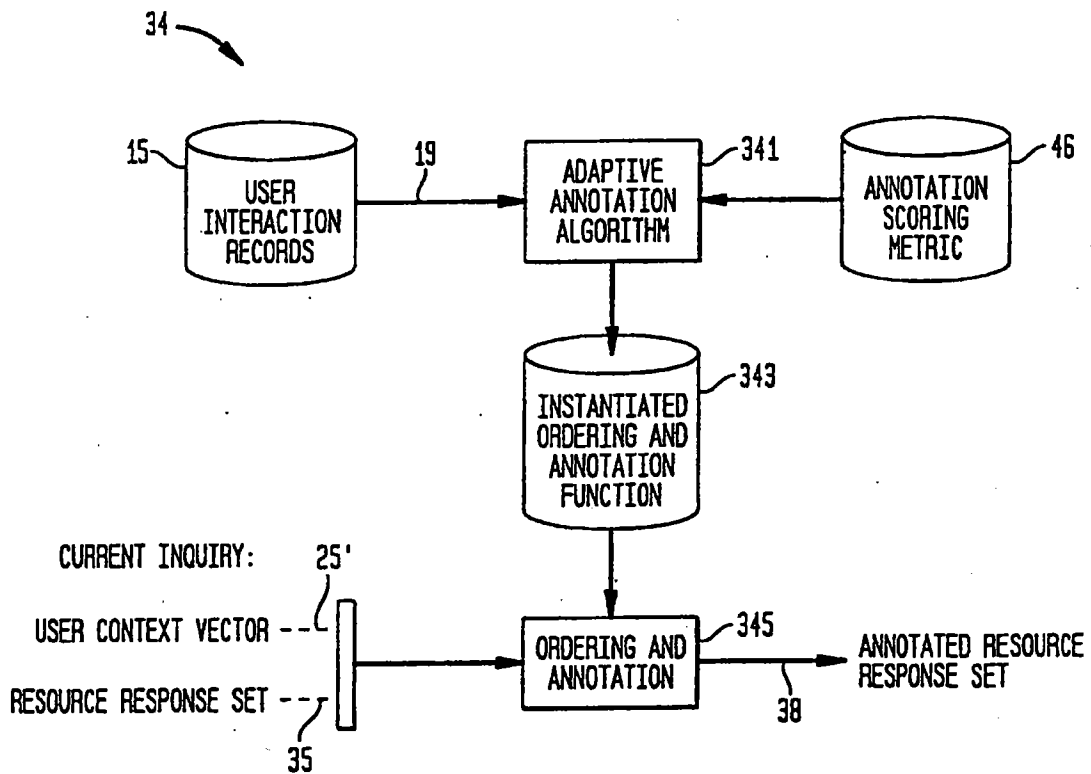 34
15
USER
INTERACTION
RECORDS
19
ADAPTIVE
ANNOTATION
ALGORITHM
341
46
ANNOTATION
SCORING
METRIC
INSTANTIATED
ORDERING AND
ANNOTATION
FUNCTION
343
CURRENT INQUIRY:
25'
USER CONTEXT VECTOR
RESOURCE RESPONSE SET
35
ORDERING AND
ANNOTATION
345
38
ANNOTATED RESOURCE
RESPONSE SET